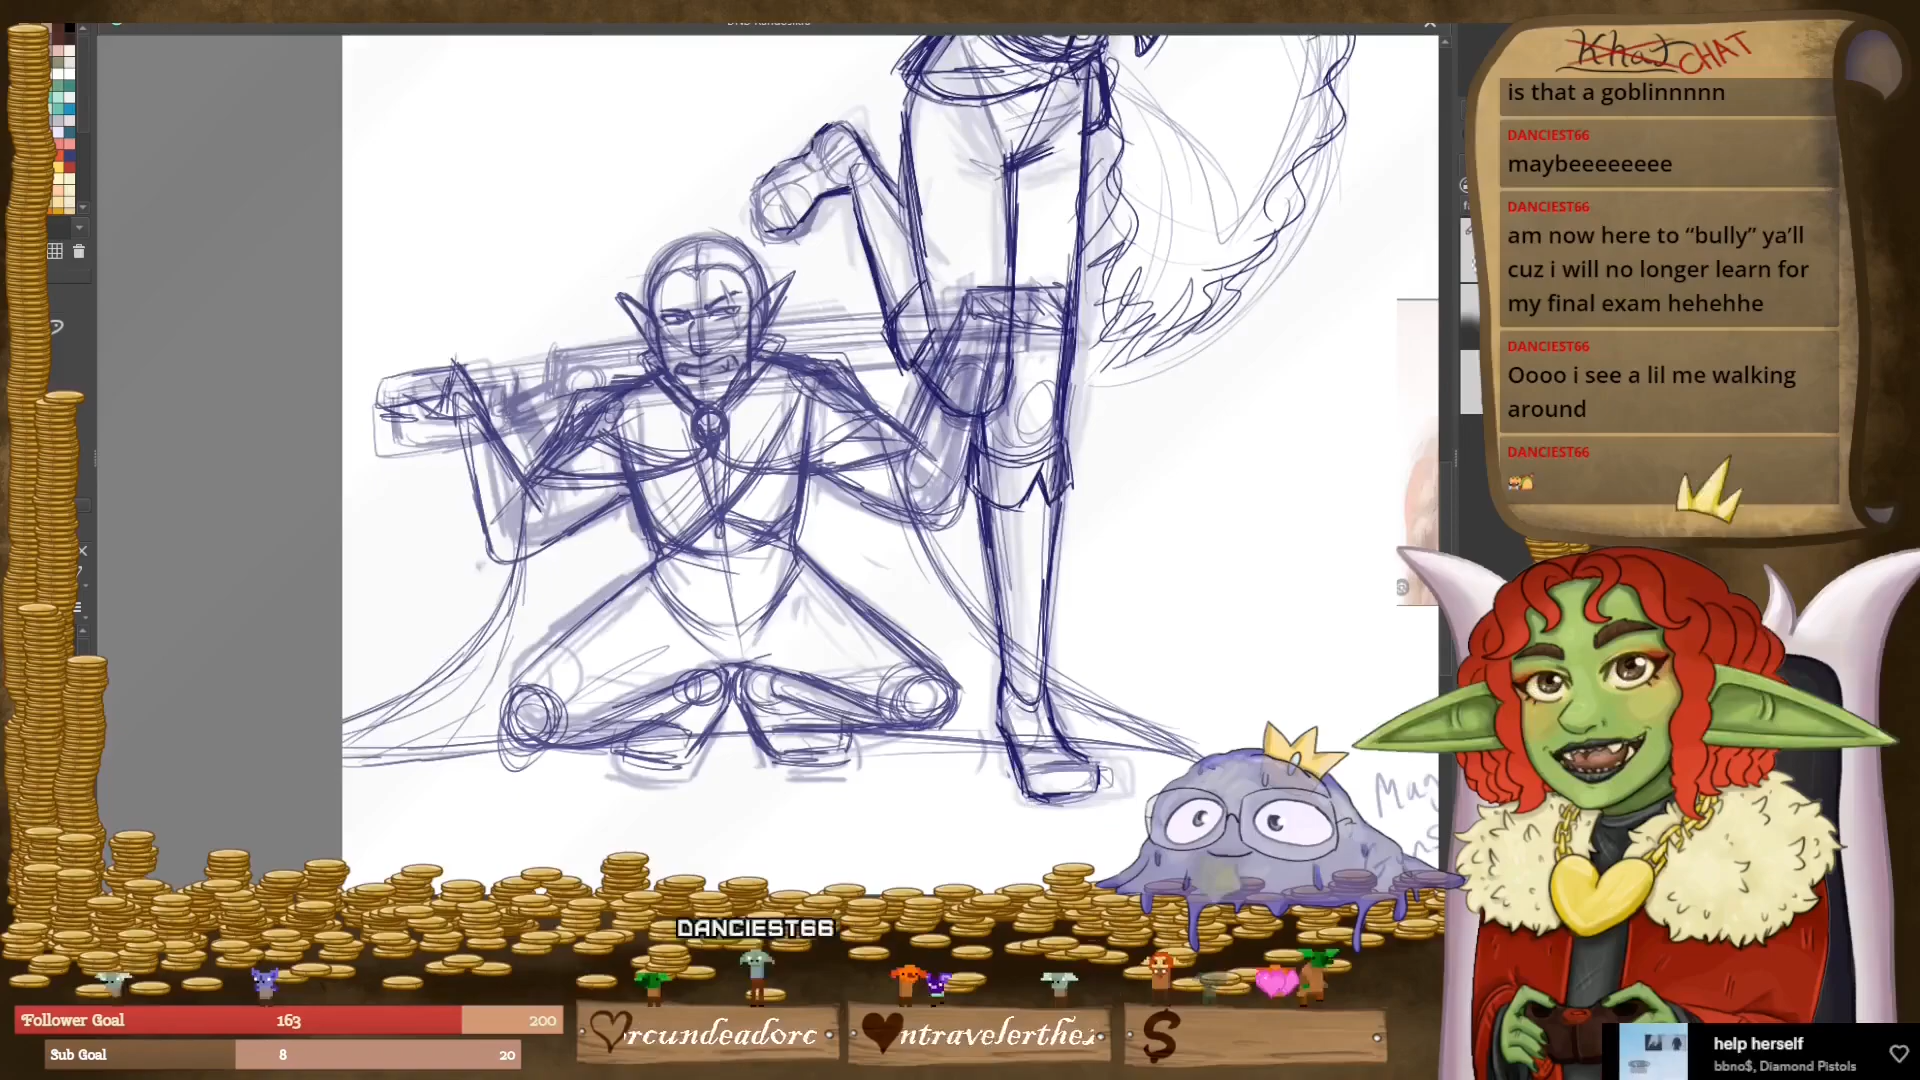 Khat CHAT
is that a goblinnnnn
DANCIEST66
maybeeeeeeee
DANCIEST66
am now here to “bully” ya’ll
cuz i will no longer learn for
my final exam hehehhe
DANCIEST66
Oooo i see a lil me walking
around
DANCIEST66
DANCIEST66
Follower Goal 163 200
Sub Goal 8 20
rcundeadorc
ntravelerthe
$
help herself
bbno$, Diamond Pistols